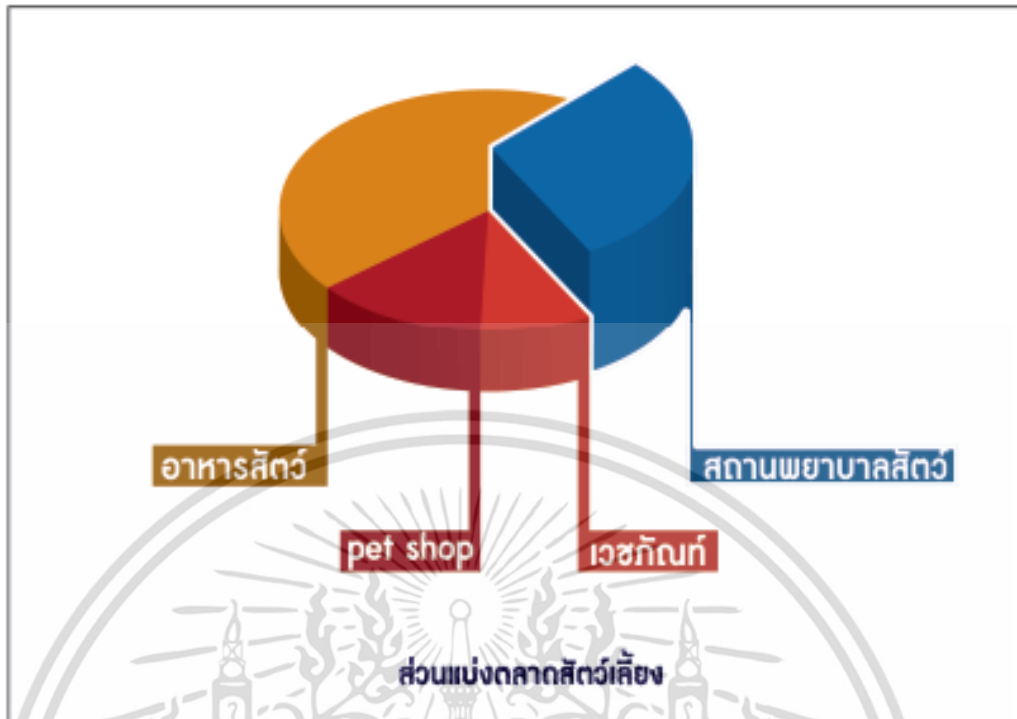 อาหารสัตว์
สถานพยาบาลสัตว์
pet shop
เวชภัณฑ์
ส่วนแบ่งตลาดสัตว์เลี้ยง